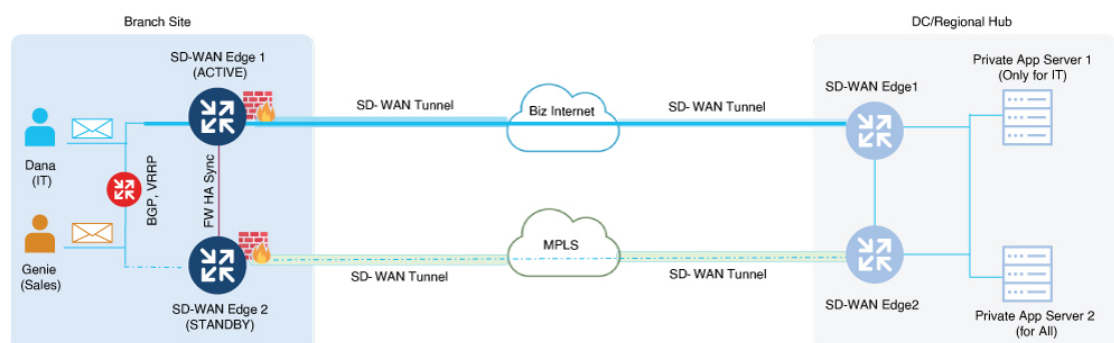 Branch Site
DC/Regional Hub
SD-WAN Edge 1
(ACTIVE)
Private App Server 1
(Only for IT)
SD-WAN Edge1
SD- WAN Tunnel
Biz Internet
SD- WAN Tunnel
Dana
(IT)
BGP, VRRP
FW HA Sync
Genie
(Sales)
MPLS
SD- WAN Tunnel
SD- WAN Tunnel
SD-WAN Edge 2
(STANDBY)
SD-WAN Edge2
Private App Server 2
(for All)